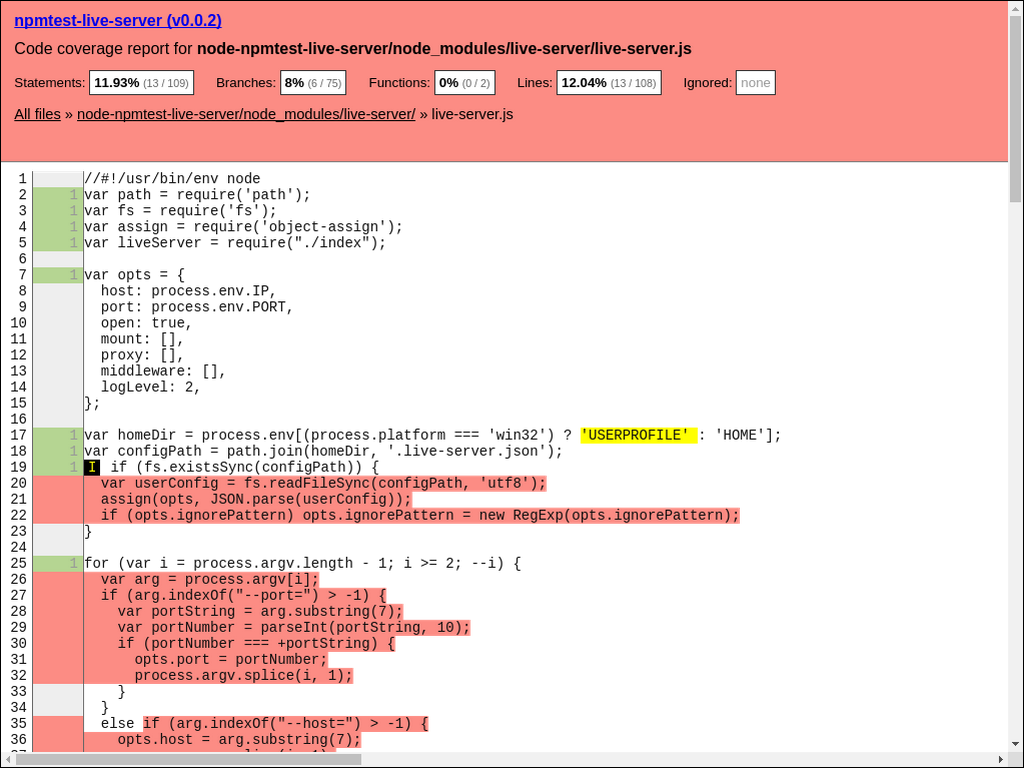 npmtest-live-server (v0.0.2)
Code coverage report for node-npmtest-live-server/node_modules/live-server/live-server.js
Statements: 11.93% (13 / 109) Branches: 8% (6 / 75) Functions: 0% (0 / 2) Lines: 12.04% (13 / 108) Ignored: none
All files » node-npmtest-live-server/node_modules/live-server/ » live-server.js
1 //#!/usr/bin/env node
2 1 var path = require('path');
3 1 var fs = require('fs');
4 1 var assign = require('object-assign');
5 1 var liveServer = require("./index");
6
7 1 var opts = {
8   host: process.env.IP,
9   port: process.env.PORT,
10   open: true,
11   mount: [],
12   proxy: [],
13   middleware: [],
14   logLevel: 2,
15 };
16
17 1 var homeDir = process.env[(process.platform === 'win32') ? 'USERPROFILE' : 'HOME'];
18 1 var configPath = path.join(homeDir, '.live-server.json');
19 1 I if (fs.existsSync(configPath)) {
20   var userConfig = fs.readFileSync(configPath, 'utf8');
21   assign(opts, JSON.parse(userConfig));
22   if (opts.ignorePattern) opts.ignorePattern = new RegExp(opts.ignorePattern);
23 }
24
25 1 for (var i = process.argv.length - 1; i >= 2; --i) {
26   var arg = process.argv[i];
27   if (arg.indexOf("--port=") > -1) {
28     var portString = arg.substring(7);
29     var portNumber = parseInt(portString, 10);
30     if (portNumber === +portString) {
31       opts.port = portNumber;
32       process.argv.splice(i, 1);
33     }
34   }
35   else if (arg.indexOf("--host=") > -1) {
36     opts.host = arg.substring(7);